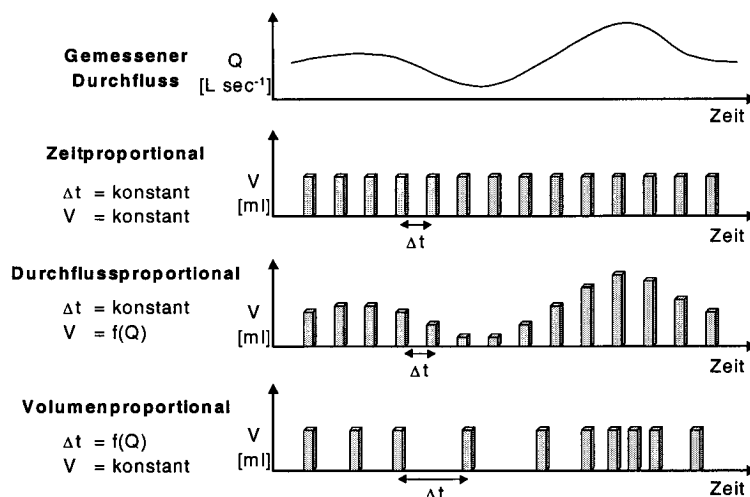 Gemessener
Durchfluss
Q
[L sec⁻¹]
Zeit
Zeitproportional
Δt = konstant
V = konstant
V
[ml]
Δt
Zeit
Durchflussproportional
Δt = konstant
V = f(Q)
V
[ml]
Δt
Zeit
Volumenproportional
Δt = f(Q)
V = konstant
V
[ml]
Δt
Zeit